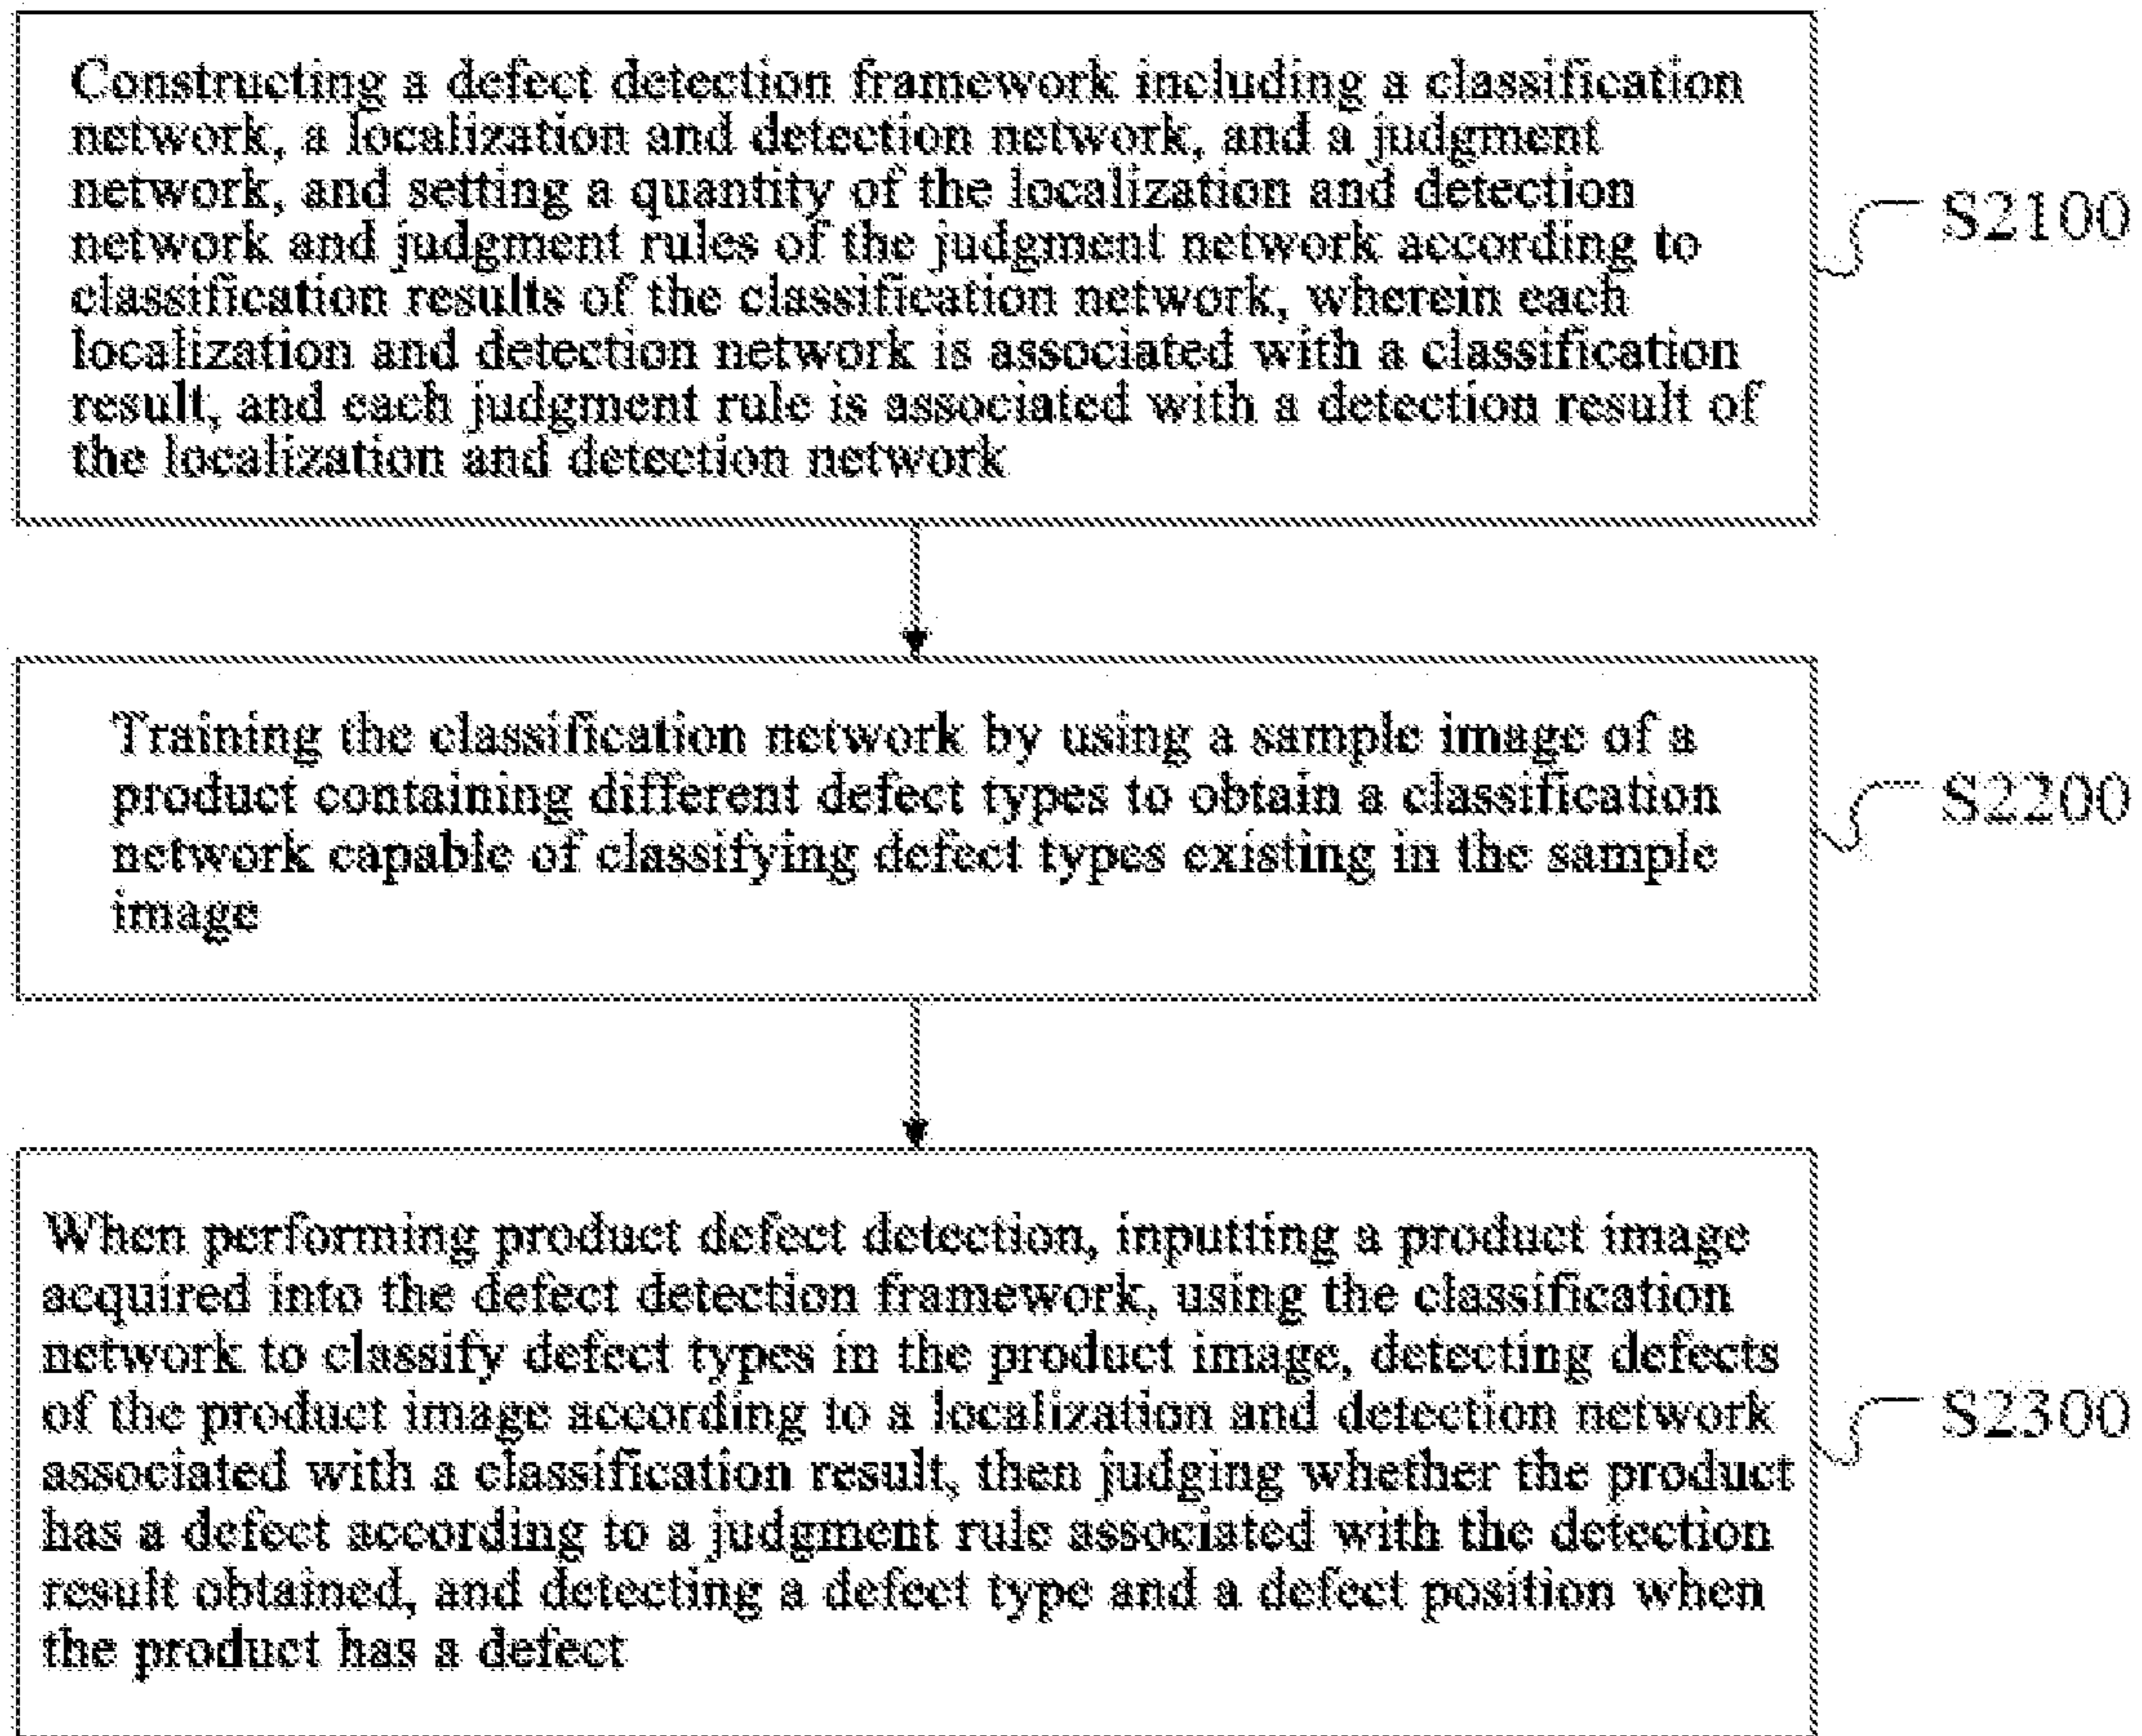 Constructing a defect detection framework including a classification
network, a localization and detection network, and a judgment
network, and setting a quantity of the localization and detection
network and judgment rules of the judgment network according to
classification results of the classification network, wherein each
localization and detection network is associated with a classification
result, and each judgment rule is associated with a detection result of
the localization and detection network
S2100
Training the classification network by using a sample image of a
product containing different defect types to obtain a classification
network capable of classifying defect types existing in the sample
image
S2200
When performing product defect detection, inputting a product image
acquired into the defect detection framework, using the classification
network to classify defect types in the product image, detecting defects
of the product image according to a localization and detection network
associated with a classification result, then judging whether the product
has a defect according to a judgment rule associated with the detection
result obtained, and detecting a defect type and a defect position when
the product has a defect
S2300